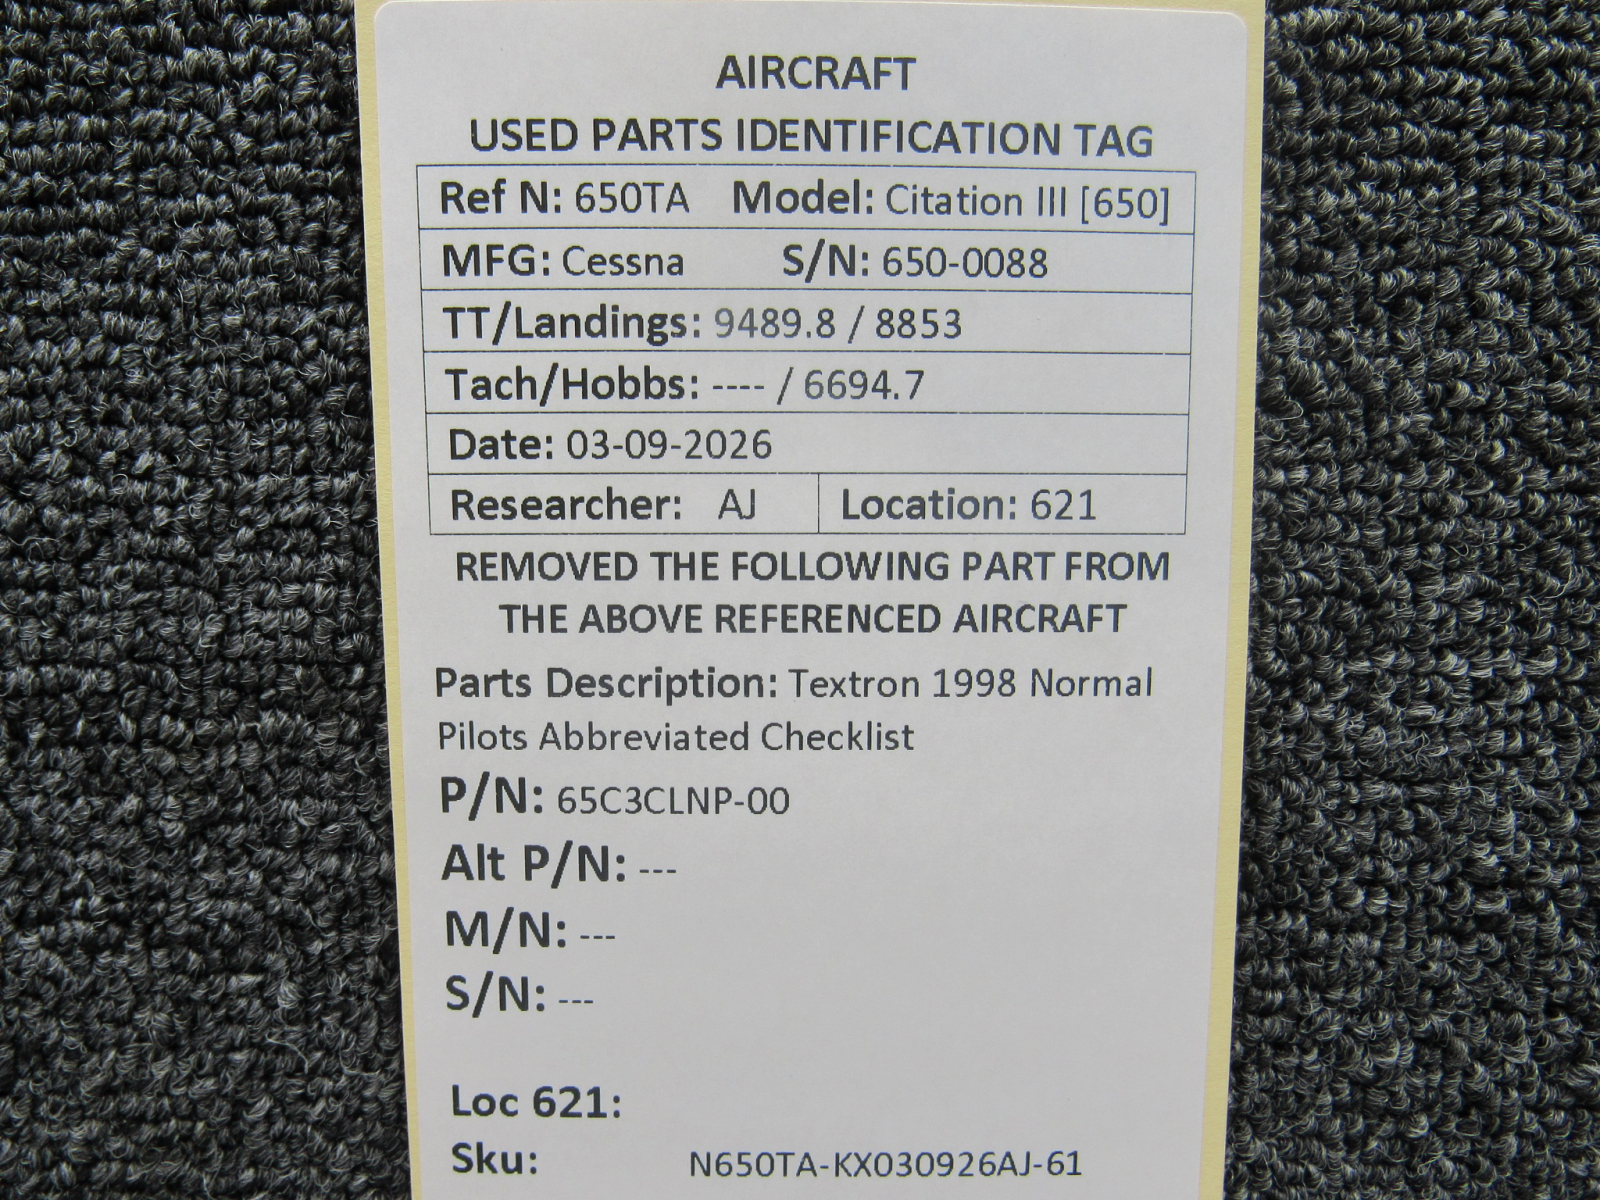 AIRCRAFT
USED PARTS IDENTIFICATION TAG
Ref N: 650TA Model: Citation III [650]
MFG: Cessna S/N: 650-0088
TT/Landings: 9489.8 / 8853
Tach/Hobbs: ---- / 6694.7
Date: 03-09-2026
Researcher: AJ Location: 621
REMOVED THE FOLLOWING PART FROM
THE ABOVE REFERENCED AIRCRAFT
Parts Description: Textron 1998 Normal
Pilots Abbreviated Checklist
P/N: 65C3CLNP-00
Alt P/N: ---
M/N: ---
S/N: ---
Loc 621:
Sku: N650TA-KX030926AJ-61